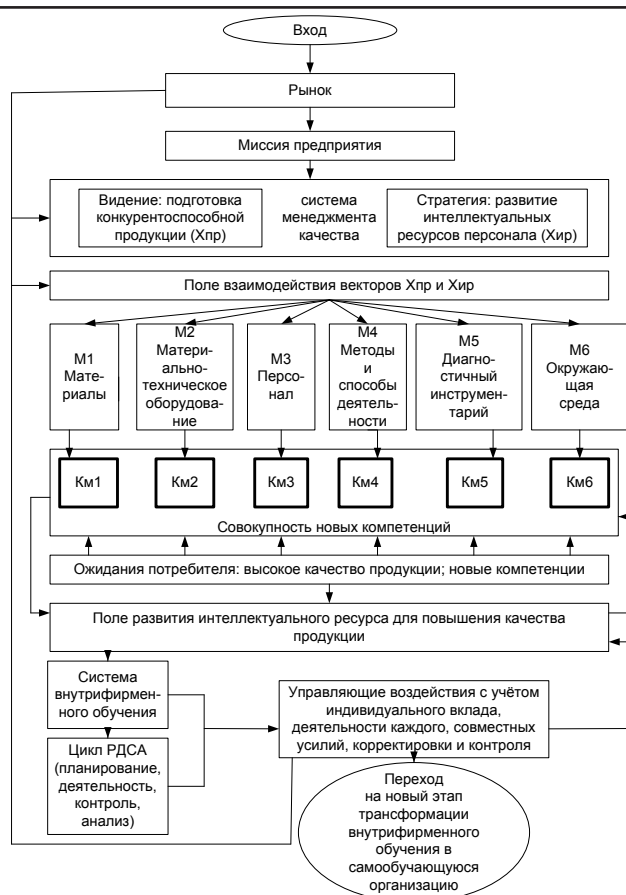 Вход
Рынок
Миссия предприятия
Видение: подготовка
конкурентоспособной
продукции (Хпр)
система
менеджмента
качества
Стратегия: развитие
интеллектуальных
ресурсов персонала (Хир)
Поле взаимодействия векторов Хпр и Хир
М1
Мате-
риалы
М2
Матери-
ально-
техническое
оборудова-
ние
М3
Персо-
нал
М4
Методы
и
способы
деятель-
ности
М5
Диагно-
стичный
инструмен-
тарий
М6
Окружаю-
щая
среда
Км1
Км2
Км3
Км4
Км5
Км6
Совокупность новых компетенций
Ожидания потребителя: высокое качество продукции; новые компетенции
Поле развития интеллектуального ресурса для повышения качества
продукции
Система
внутрифирмен-
ного обучения
Цикл PДCA
(планирование,
деятельность,
контроль,
анализ)
Управляющие воздействия с учётом
индивидуального вклада,
деятельности каждого, совместных
усилий, корректировки и контроля
Переход
на новый этап
трансформации
внутрифирменного
обучения в
самообучающуюся
организацию